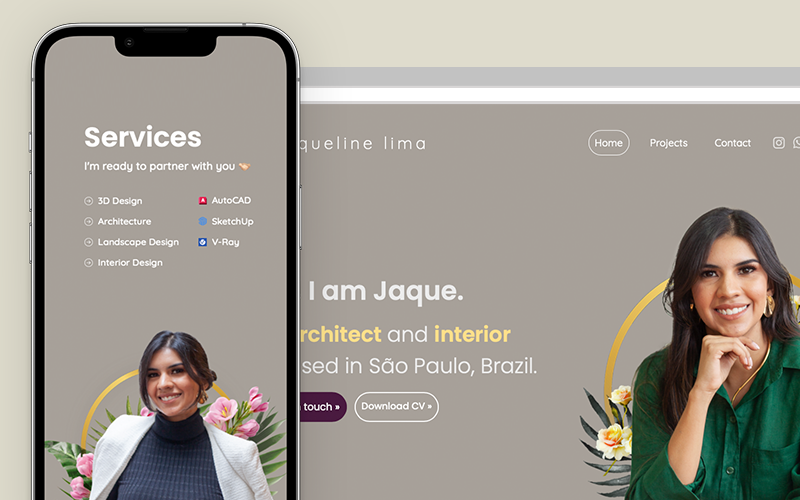 Services
I'm ready to partner with you
3D Design
Architecture
Landscape Design
Interior Design
AutoCAD
SketchUp
V-Ray
queline lima
Home
Projects
Contact
I am Jaque.
rchitect and interior
sed in São Paulo, Brazil.
touch »
Download CV »